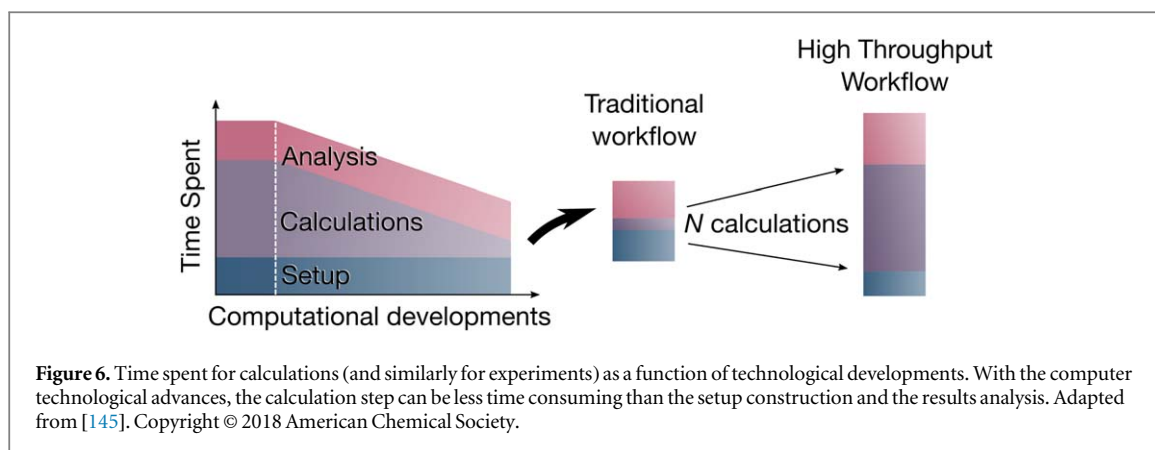 High Throughput
Workflow
Traditional
workflow
Time Spent
Analysis
Calculations
Setup
N calculations
Computational developments
Figure 6. Time spent for calculations (and similarly for experiments) as a function of technological developments. With the computer
technological advances, the calculation step can be less time consuming than the setup construction and the results analysis. Adapted
from [145]. Copyright © 2018 American Chemical Society.